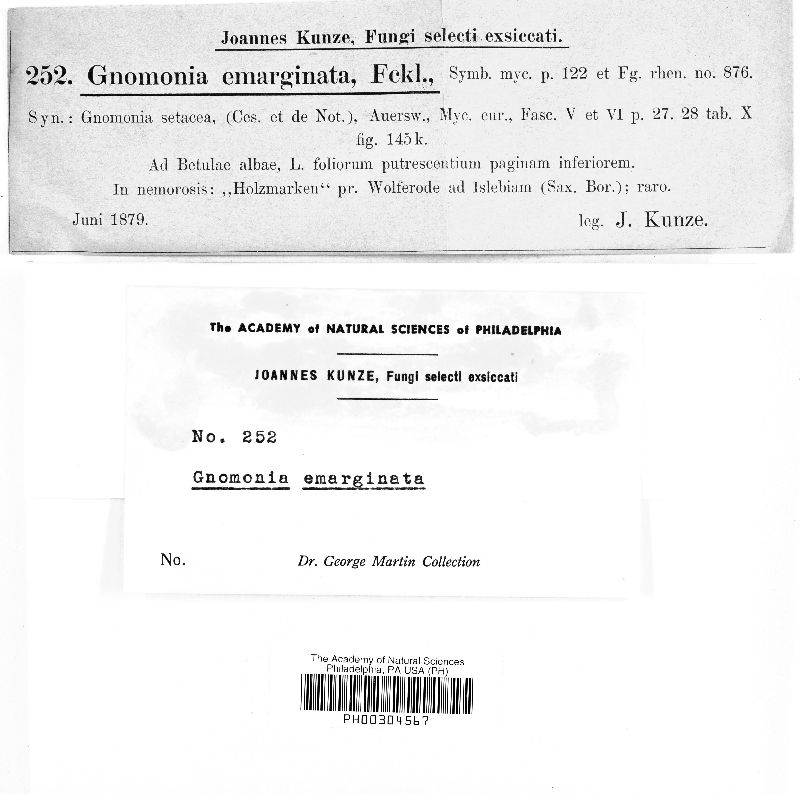 Joannes Kunze, Fungi selecti exsiccati.
252. Gnomonia emarginata, Fckl., Symb. myc. p. 122 et Fg. rhen. no. 876.
Syn.: Gnomonia setacea, (Ces. et de Not.), Auersw., Myc. eur., Fasc. V et VI p. 27. 28 tab. X
fig. 145k.
Ad Betulae albae, L. foliorum putrescentium paginam inferiorem.
In nemorosis: ,,Holzmarken“ pr. Wolferode ad Islebiam (Sax. Bor.); raro.
Juni 1879. leg. J. Kunze.
The ACADEMY of NATURAL SCIENCES of PHILADELPHIA
JOANNES KUNZE, Fungi selecti exsiccati
No. 252
Gnomonia emarginata
No. Dr. George Martin Collection
The Academy of Natural Sciences
Philadelphia, PA USA (PH)
PH00304567